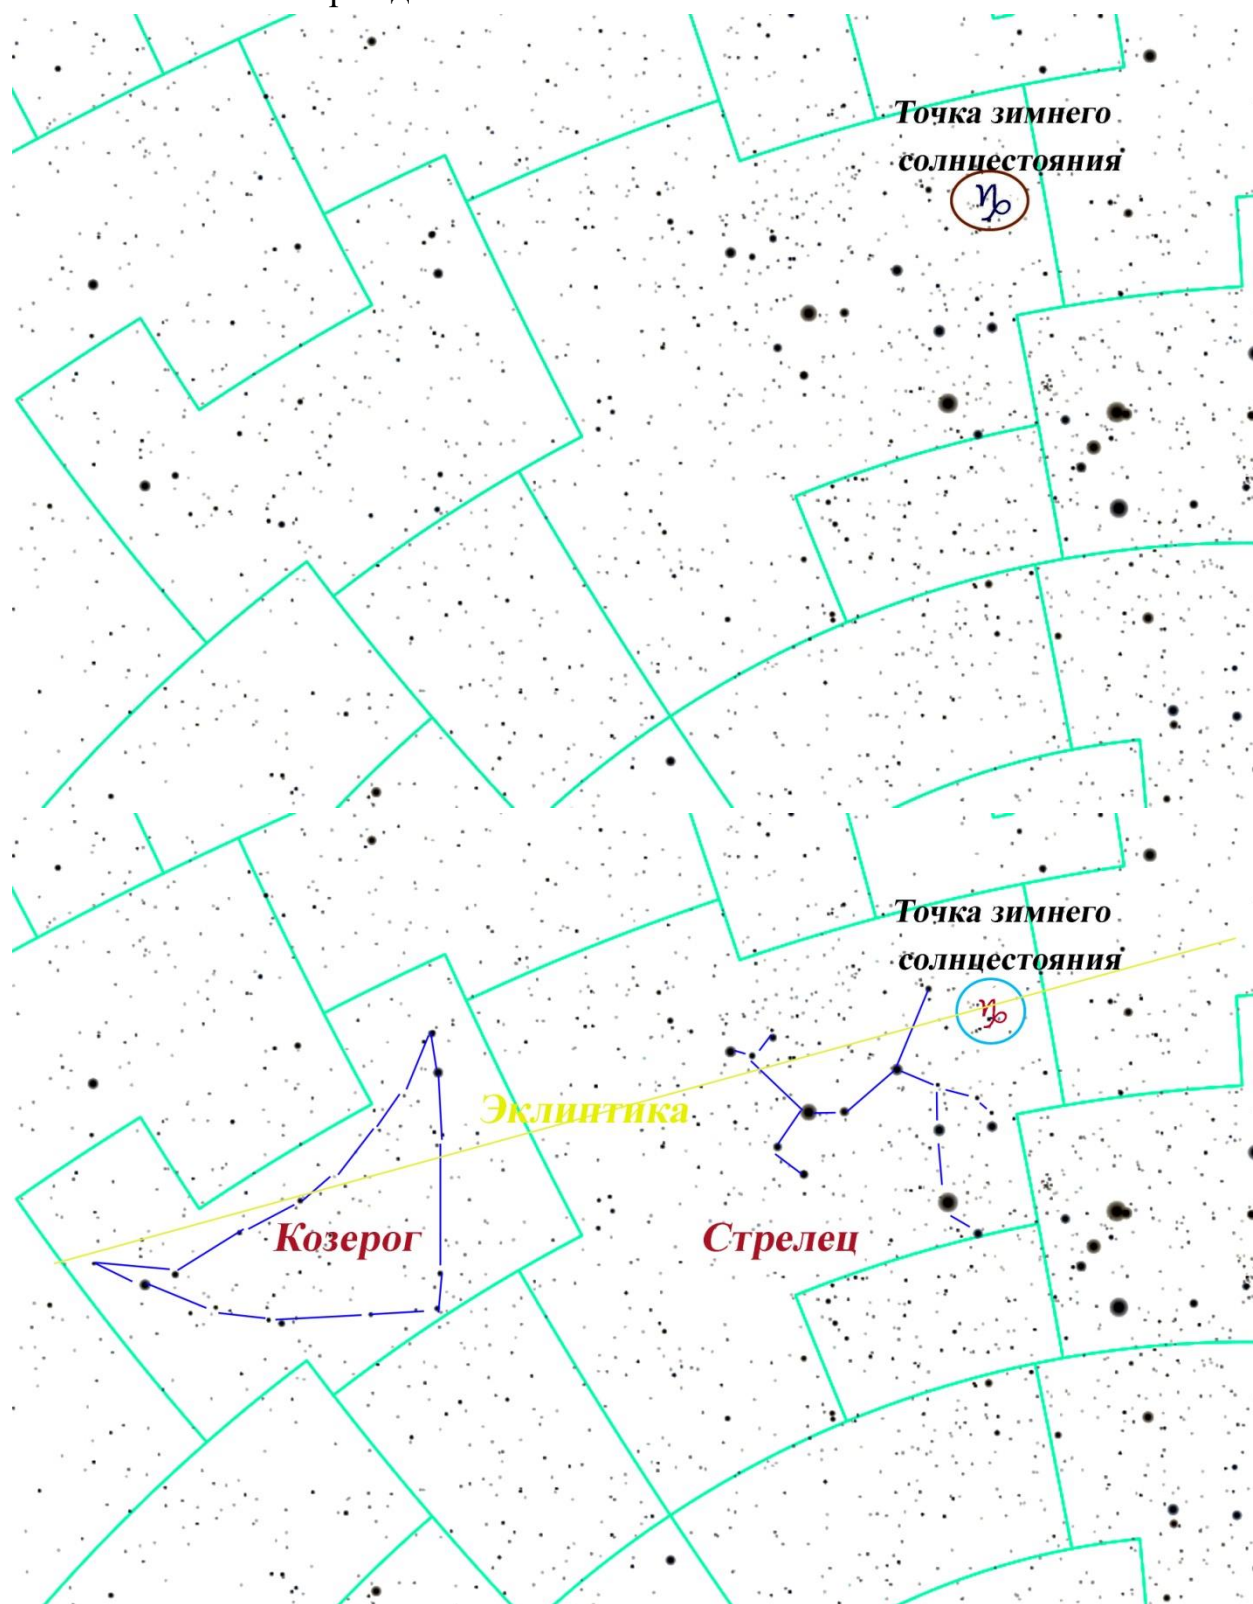 Точка зимнего
солнцестояния
♑
Точка зимнего
солнцестояния
♑
Эклиптика
Козерог
Стрелец